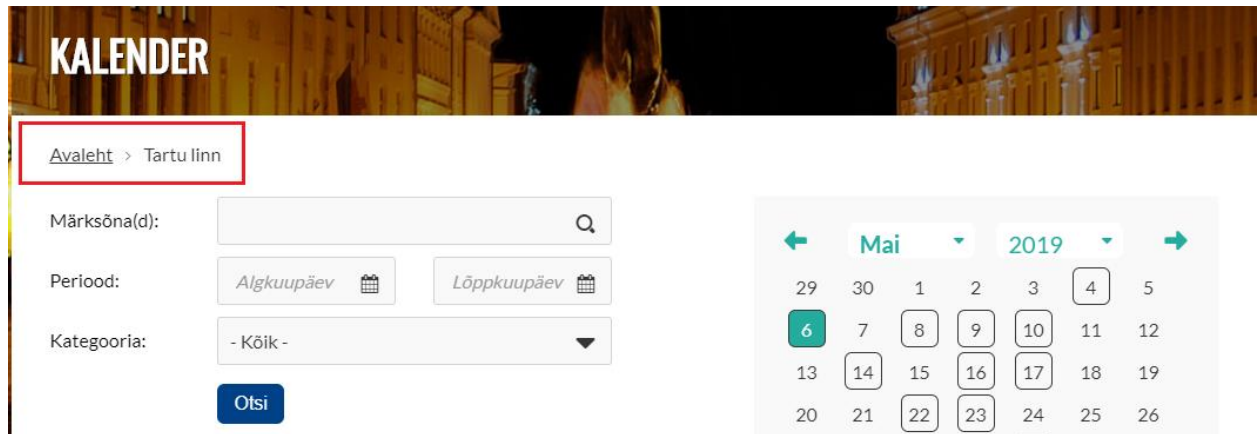 KALENDER
Avaleht > Tartu linn
Märksõna(d):
Periood: Algkuupäev Lõppkuupäev
Kategooria: - Kõik -
Otsi
Mai 2019
29 30 1 2 3 4 5
6 7 8 9 10 11 12
13 14 15 16 17 18 19
20 21 22 23 24 25 26